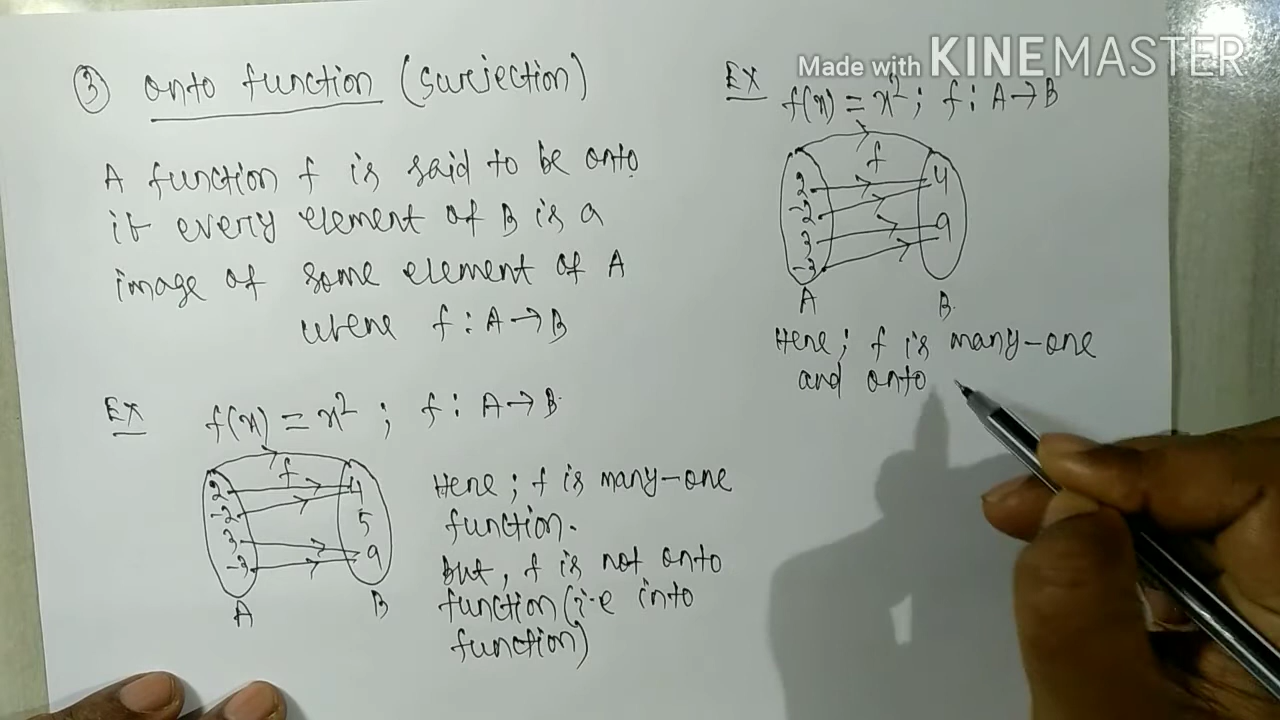 ③ onto function (Surjection)
A function f is said to be onto
if every element of B is a
image of some element of A
where f : A → B
Ex f(x) = x² ; f : A → B
f
2
-2
3
-3
4
5
9
A B
Here ; f is many-one
function.
But, f is not onto
function (i.e into
function)
Made with KINEMASTER
Ex f(x) = x² ; f : A → B
f
2
-2
3
-3
4
9
A B
Here ; f is many-one
and onto